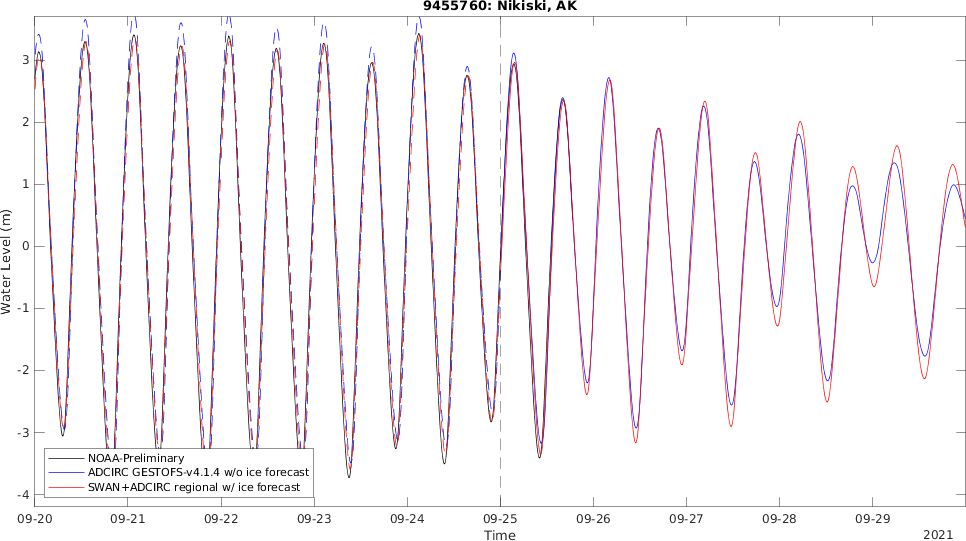 9455760: Nikiski, AK
Water Level (m)
3
2
1
0
-1
-2
-3
-4
NOAA-Preliminary
ADCIRC GESTOFS-v4.1.4 w/o ice forecast
SWAN+ADCIRC regional w/ ice forecast
09-20 09-21 09-22 09-23 09-24 09-25 09-26 09-27 09-28 09-29
Time
2021